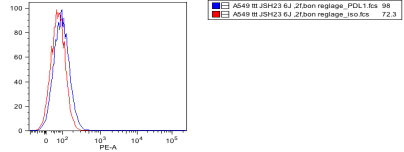 100
80
60
40
20
0
0 10² 10³ 10⁴ 10⁵
PE-A
A549 ttt JSH23 6J ,2f,bon reglage_PDL1.fcs 98
A549 ttt JSH23 6J ,2f,bon reglage_iso.fcs 72.3